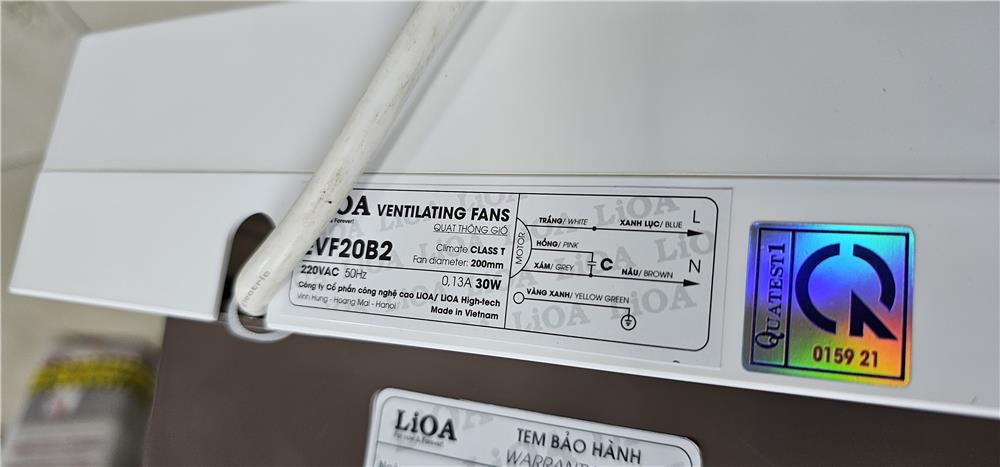 VENTILATING FANS
QUẠT THÔNG GIÓ
Climate CLASS T
VF20B2
Fan diameter: 200mm
220VAC 50Hz
0,13A 30W
Công ty Cổ phần công nghệ cao LiOA/ LiOA High-tech
Vĩnh Hưng - Hoàng Mai - Hanoi
Made in Vietnam
MOTOR
TRẮNG/ WHITE
XANH LỤC/ BLUE
L
HỒNG/ PINK
XÁM/ GREY
C
NÂU/ BROWN
N
VÀNG XANH/ YELLOW GREEN
LiOA
QUATEST1
CR
0159 21
LiOA
TEM BẢO HÀNH